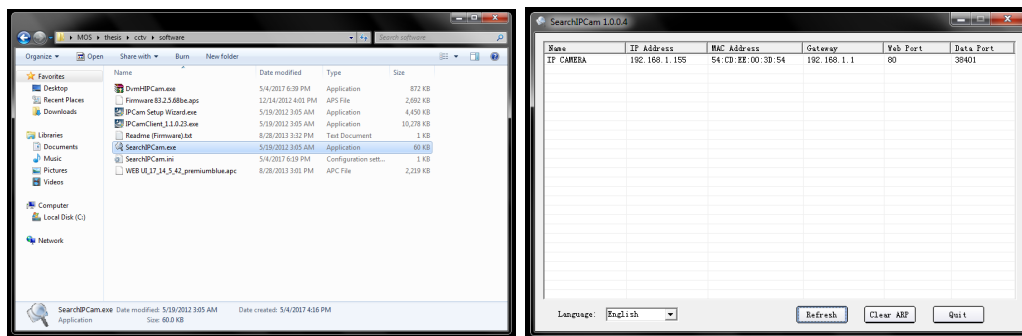 MOS ▸ thesis ▸ cctv ▸ software
Search software
Organize Open Share with Burn New folder
Favorites
Desktop
Recent Places
Downloads
Libraries
Documents
Music
Pictures
Videos
Computer
Local Disk (C:)
Network
Name Date modified Type Size
DvmHIPCam.exe 5/4/2017 6:39 PM Application 872 KB
Firmware 83.2.5.68be.aps 12/14/2012 4:01 PM APS File 2,692 KB
IPCam Setup Wizard.exe 5/19/2012 3:05 AM Application 4,450 KB
IPCamClient_1.1.0.23.exe 5/19/2012 3:05 AM Application 10,278 KB
Readme (Firmware).txt 8/28/2013 3:32 PM Text Document 1 KB
SearchIPCam.exe 5/19/2012 3:05 AM Application 60 KB
SearchIPCam.ini 5/4/2017 6:19 PM Configuration sett... 1 KB
WEB UI_17_14_5_42_premiumblue.apc 8/28/2013 3:01 PM APC File 2,219 KB
SearchIPCam.exe Date modified: 5/19/2012 3:05 AM Date created: 5/4/2017 4:16 PM
Application Size: 60.0 KB
SearchIPCam 1.0.0.4
Name IP Address MAC Address Gateway Web Port Data Port
IP CAMERA 192.168.1.155 54:CD:EE:00:3D:54 192.168.1.1 80 38401
Language: English Refresh Clear ARP Quit